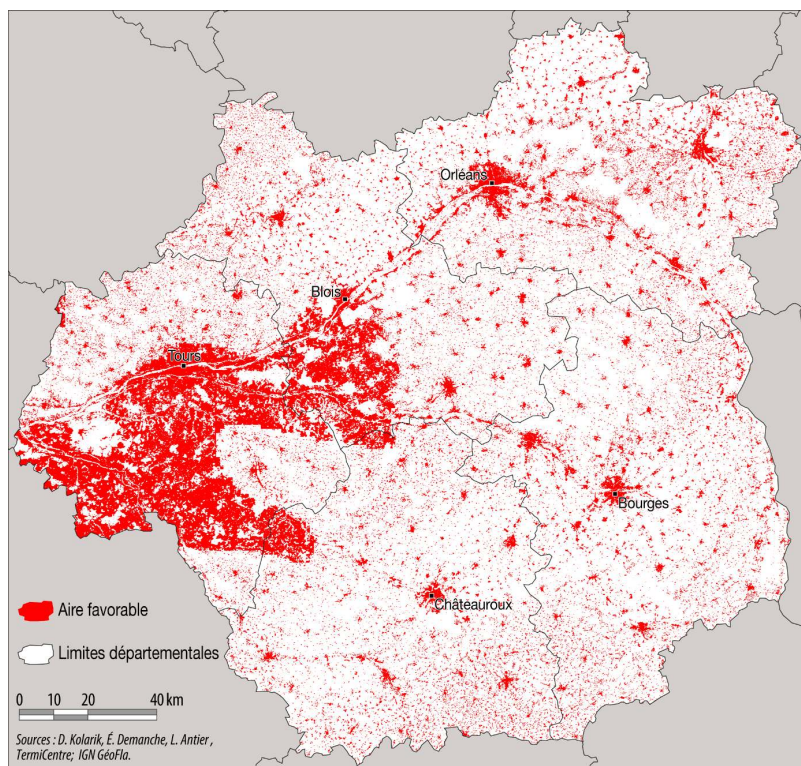 Orléans
Blois
Tours
Bourges
Châteauroux
Aire favorable
Limites départementales
0 10 20 40 km
Sources : D. Kolarik, É. Demanche, L. Antier ,
TermiCentre; IGN GéoFla.